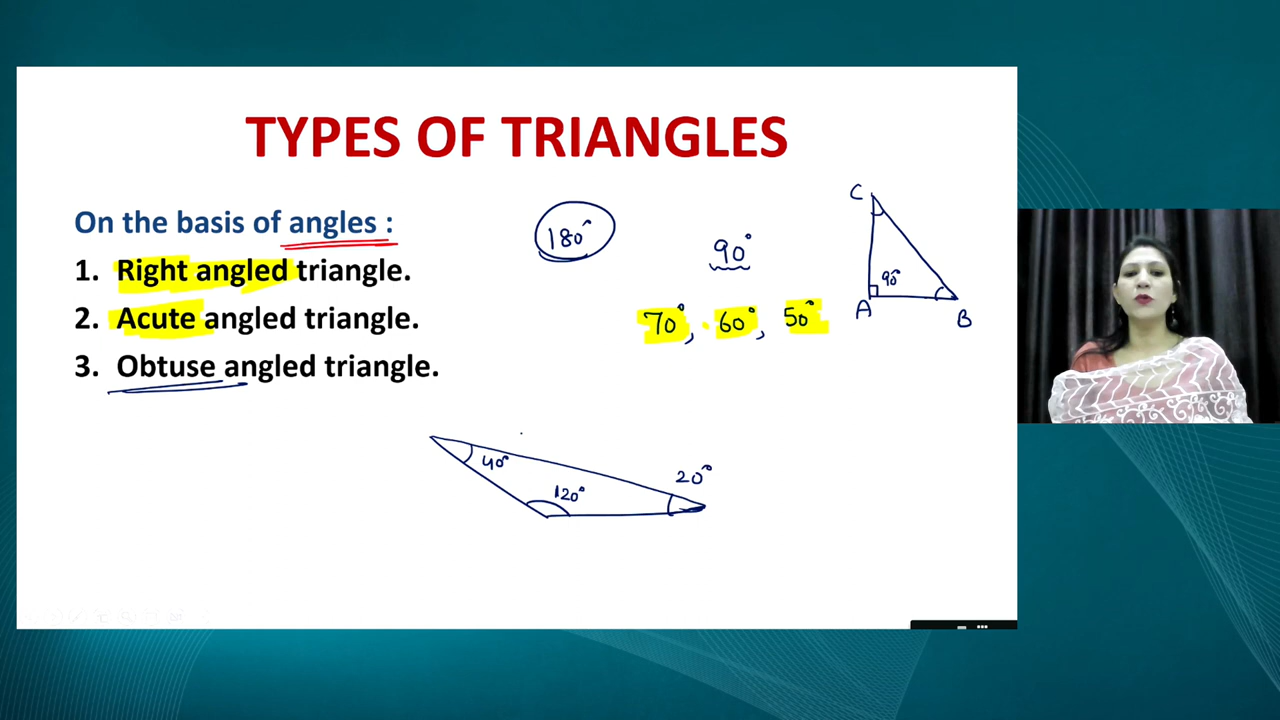 TYPES OF TRIANGLES
On the basis of angles :
1. Right angled triangle.
2. Acute angled triangle.
3. Obtuse angled triangle.
180°
90°
70°, 60°, 50°
C
90°
A
B
40°
120°
20°